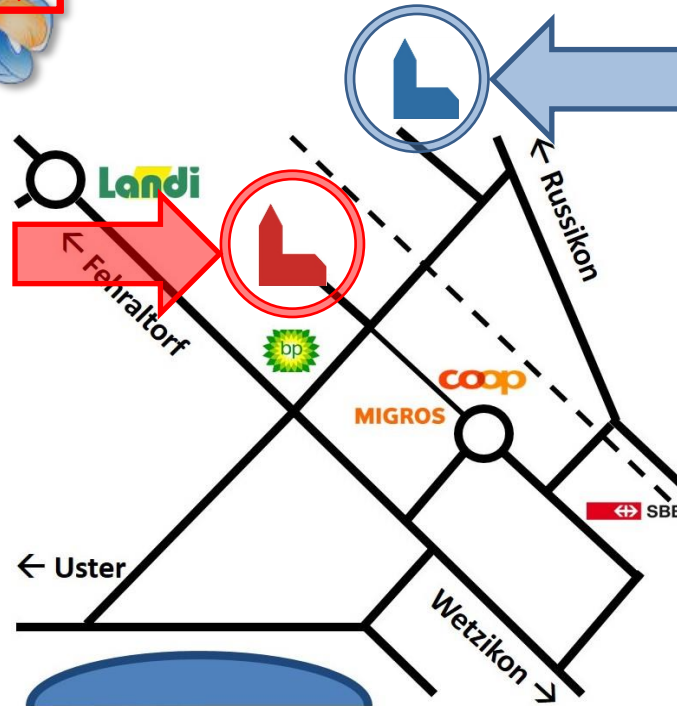 Landi
← Russikon
← Fehraltorf
bp
coop
MIGROS
SBB
← Uster
Wetzikon →